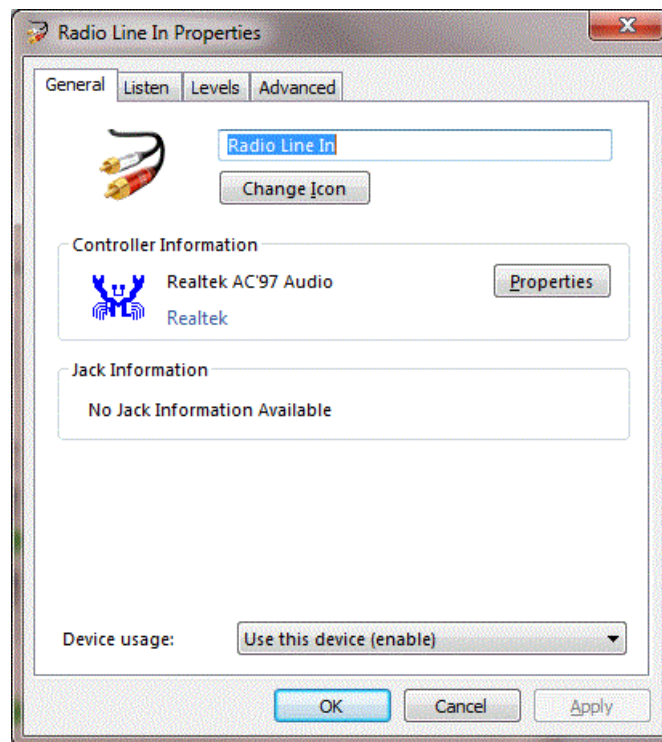 Radio Line In Properties
General Listen Levels Advanced
Radio Line In
Change Icon
Controller Information
Realtek AC'97 Audio
Properties
Realtek
Jack Information
No Jack Information Available
Device usage:
Use this device (enable)
OK Cancel Apply